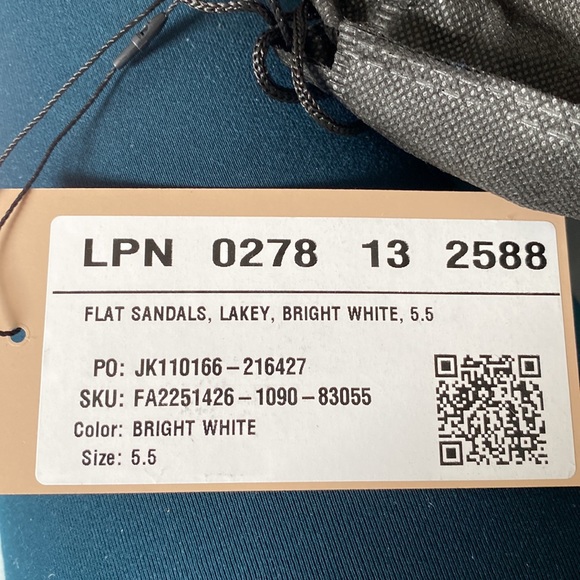 LPN 0278 13 2588
FLAT SANDALS, LAKEY, BRIGHT WHITE, 5.5
PO: JK110166-216427
SKU: FA2251426-1090-83055
Color: BRIGHT WHITE
Size: 5.5